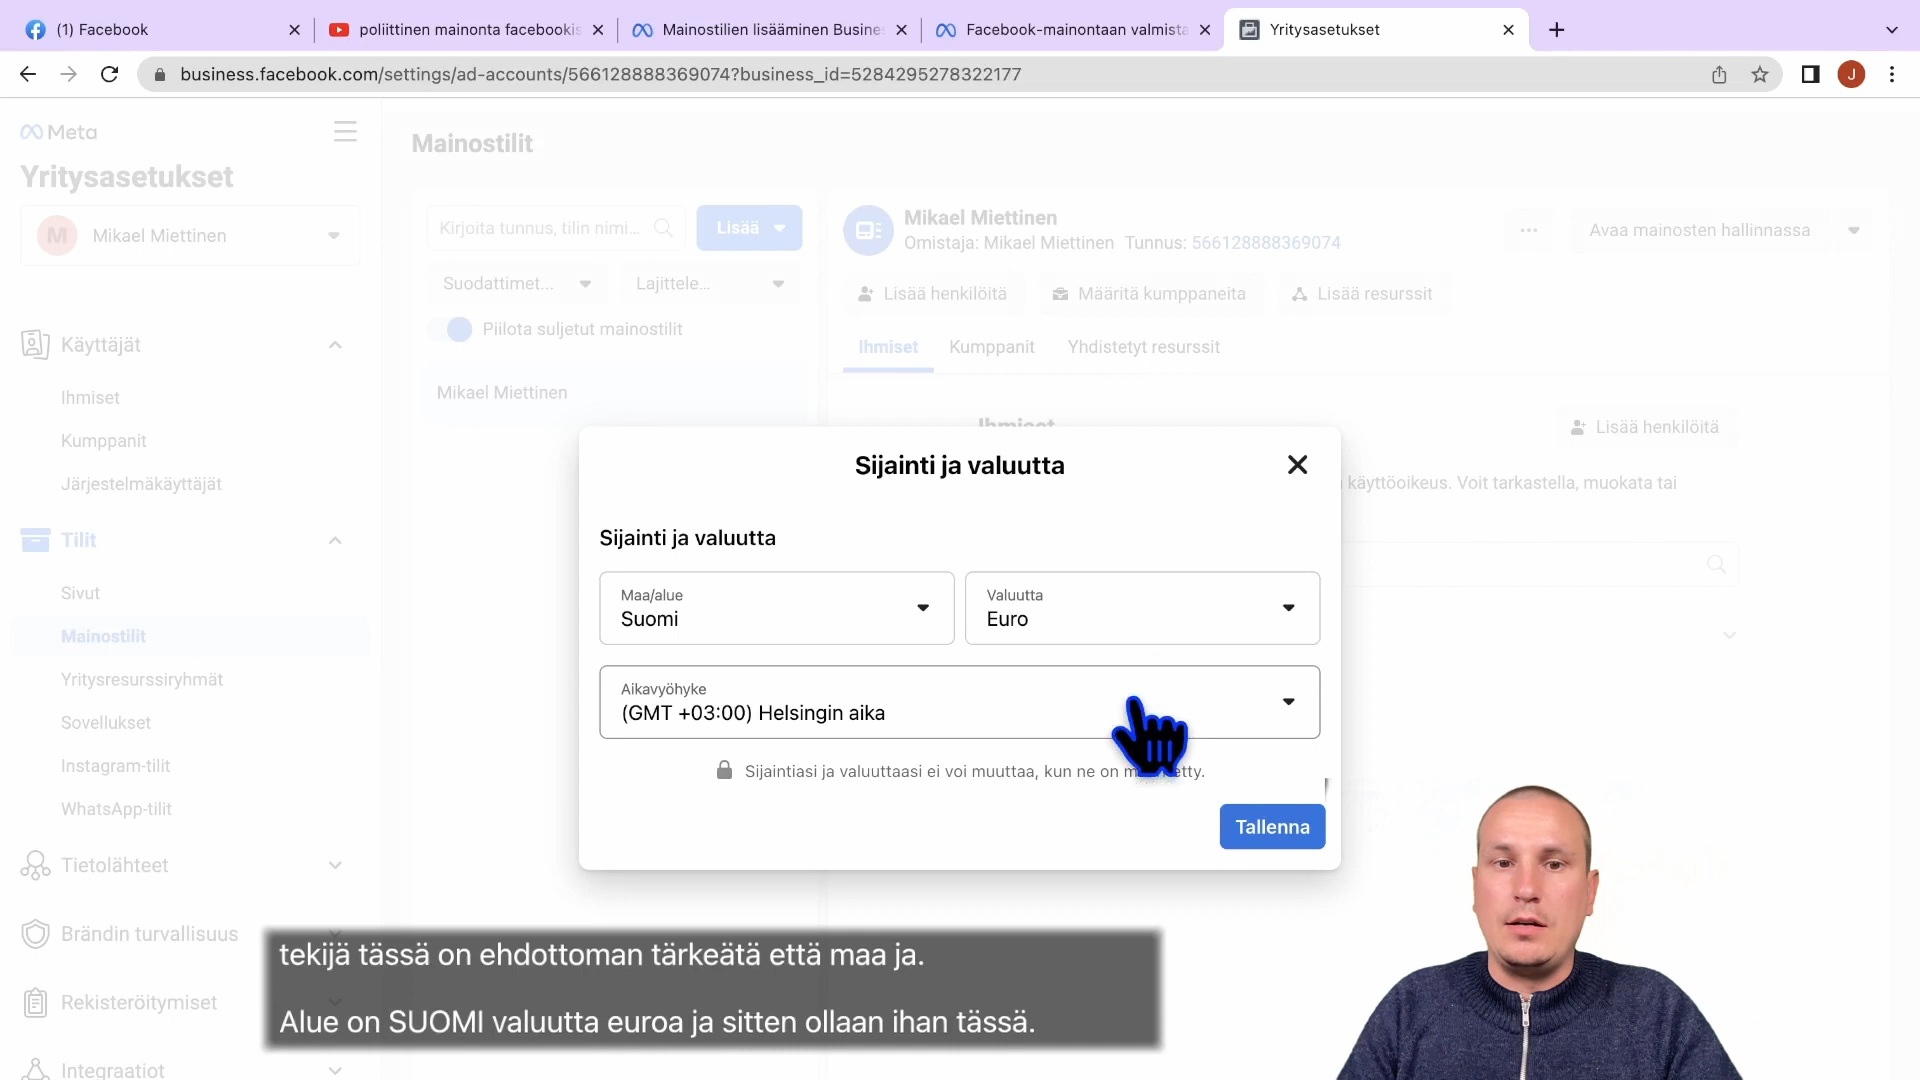 (1) Facebook
poliittinen mainonta facebookis
Mainostilien lisääminen Busine
Facebook-mainontaan valmista
Yritysasetukset
business.facebook.com/settings/ad-accounts/566128888369074?business_id=5284295278322177
J
Meta
Yritysasetukset
M
Mikael Miettinen
Käyttäjät
Ihmiset
Kumppanit
Järjestelmäkäyttäjät
Tilit
Sivut
Mainostilit
Yritysresurssiryhmät
Sovellukset
Instagram-tilit
WhatsApp-tilit
Tietolähteet
Brändin turvallisuus
Rekisteröitymiset
Integraatiot
Mainostilit
Kirjoita tunnus, tilin nimi...
Lisää
Suodattimet...
Lajittele...
Piilota suljetut mainostilit
Mikael Miettinen
Mikael Miettinen
Omistaja: Mikael Miettinen Tunnus: 566128888369074
Avaa mainosten hallinnassa
Lisää henkilöitä
Määritä kumppaneita
Lisää resurssit
Ihmiset
Kumppanit
Yhdistetyt resurssit
Ihmiset
Lisää henkilöitä
käyttöoikeus. Voit tarkastella, muokata tai
Sijainti ja valuutta
Sijainti ja valuutta
Maa/alue
Suomi
Valuutta
Euro
Aikavyöhyke
(GMT +03:00) Helsingin aika
Sijaintiasi ja valuuttaasi ei voi muuttaa, kun ne on m etty.
Tallenna
tekijä tässä on ehdottoman tärkeätä että maa ja.
Alue on SUOMI valuutta euroa ja sitten ollaan ihan tässä.